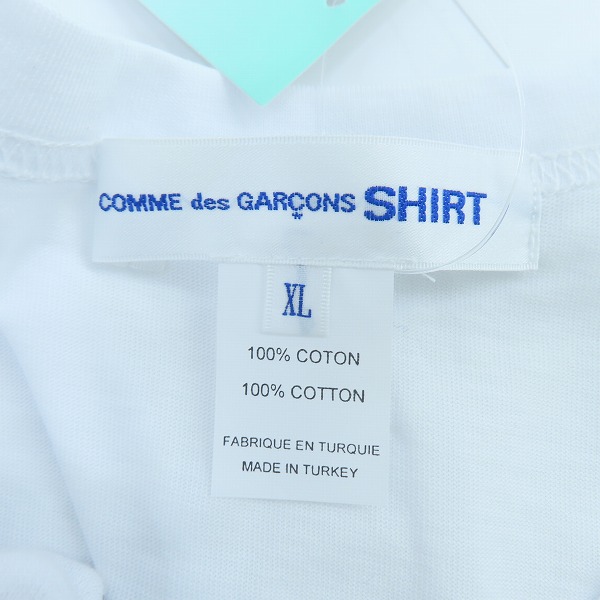 COMME des GARÇONS SHIRT
XL
100% COTON
100% COTTON
FABRIQUE EN TURQUIE
MADE IN TURKEY